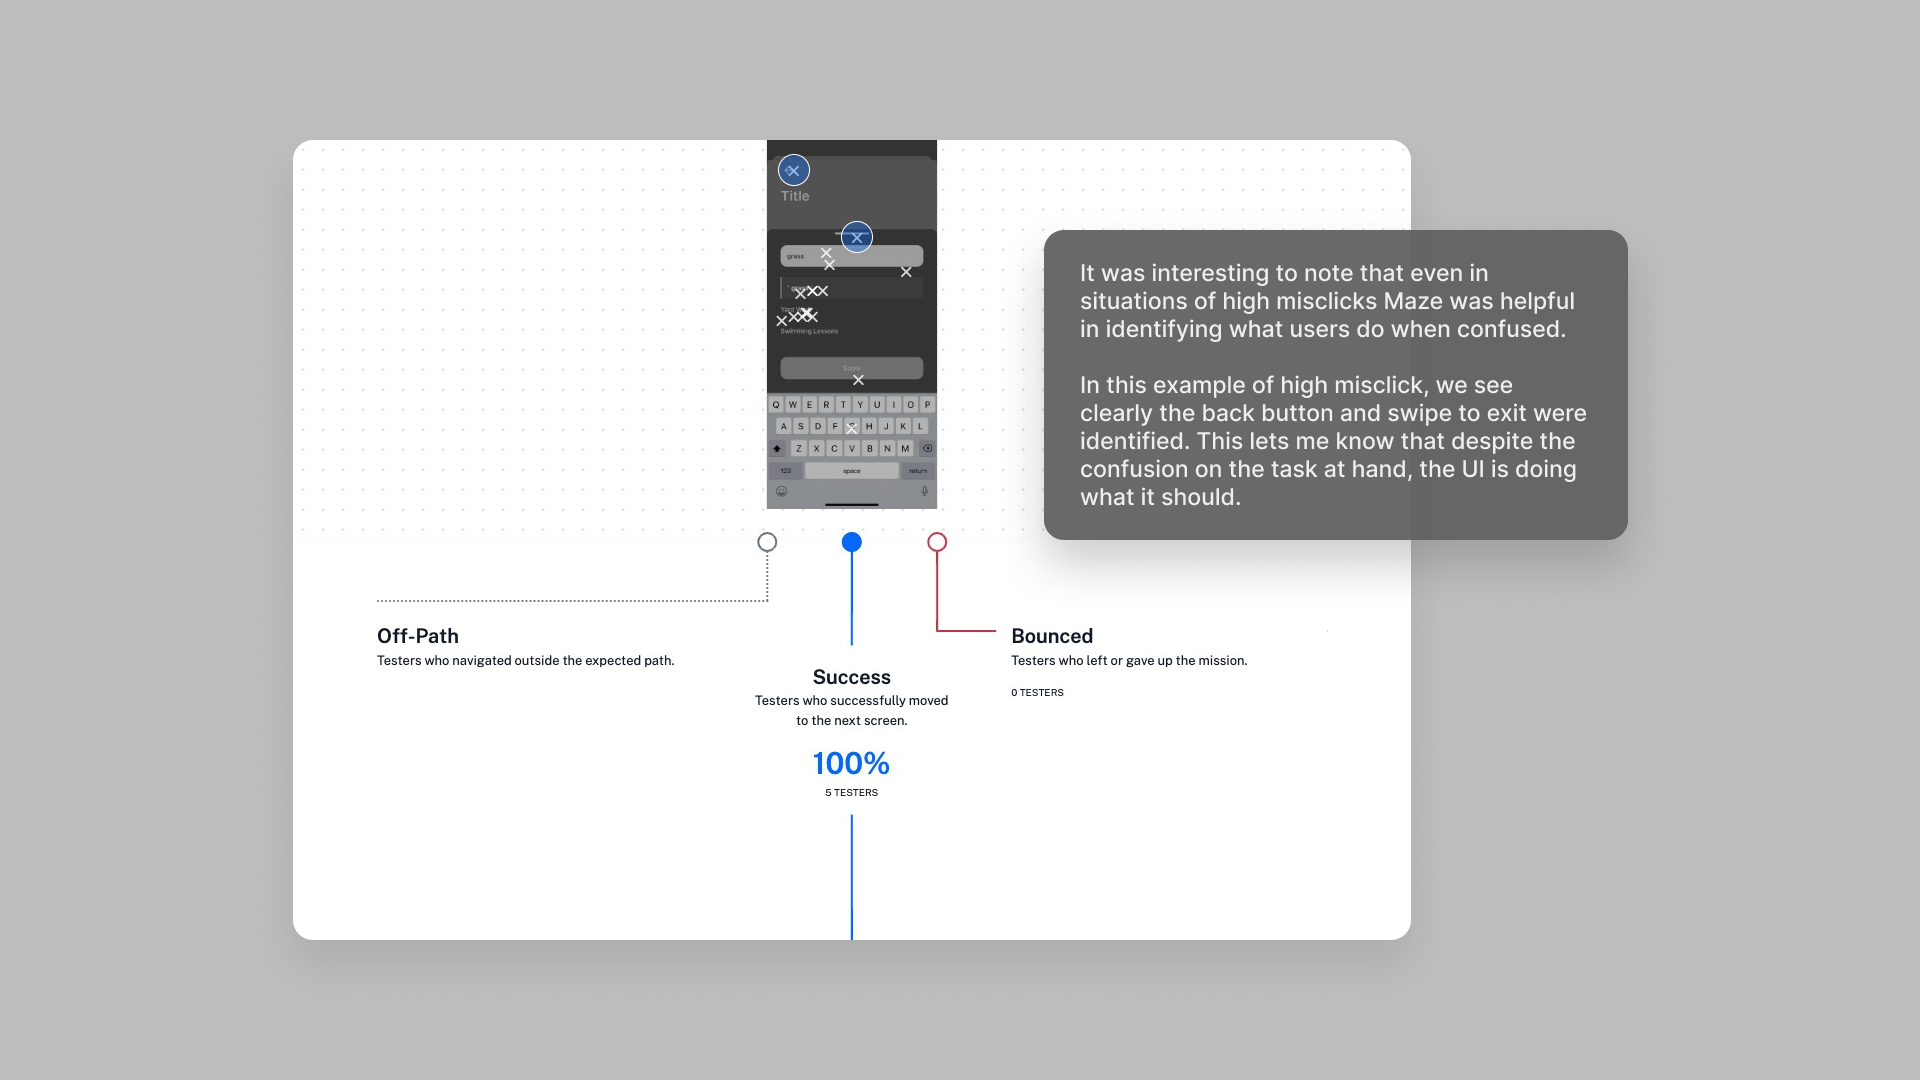 Title
grass
Swimming Lessons
Save
Q W E R T Y U I O P
A S D F G H J K L
Z X C V B N M
123 space return
It was interesting to note that even in
situations of high misclicks Maze was helpful
in identifying what users do when confused.
In this example of high misclick, we see
clearly the back button and swipe to exit were
identified. This lets me know that despite the
confusion on the task at hand, the UI is doing
what it should.
Off-Path
Testers who navigated outside the expected path.
Success
Testers who successfully moved
to the next screen.
100%
5 TESTERS
Bounced
Testers who left or gave up the mission.
0 TESTERS